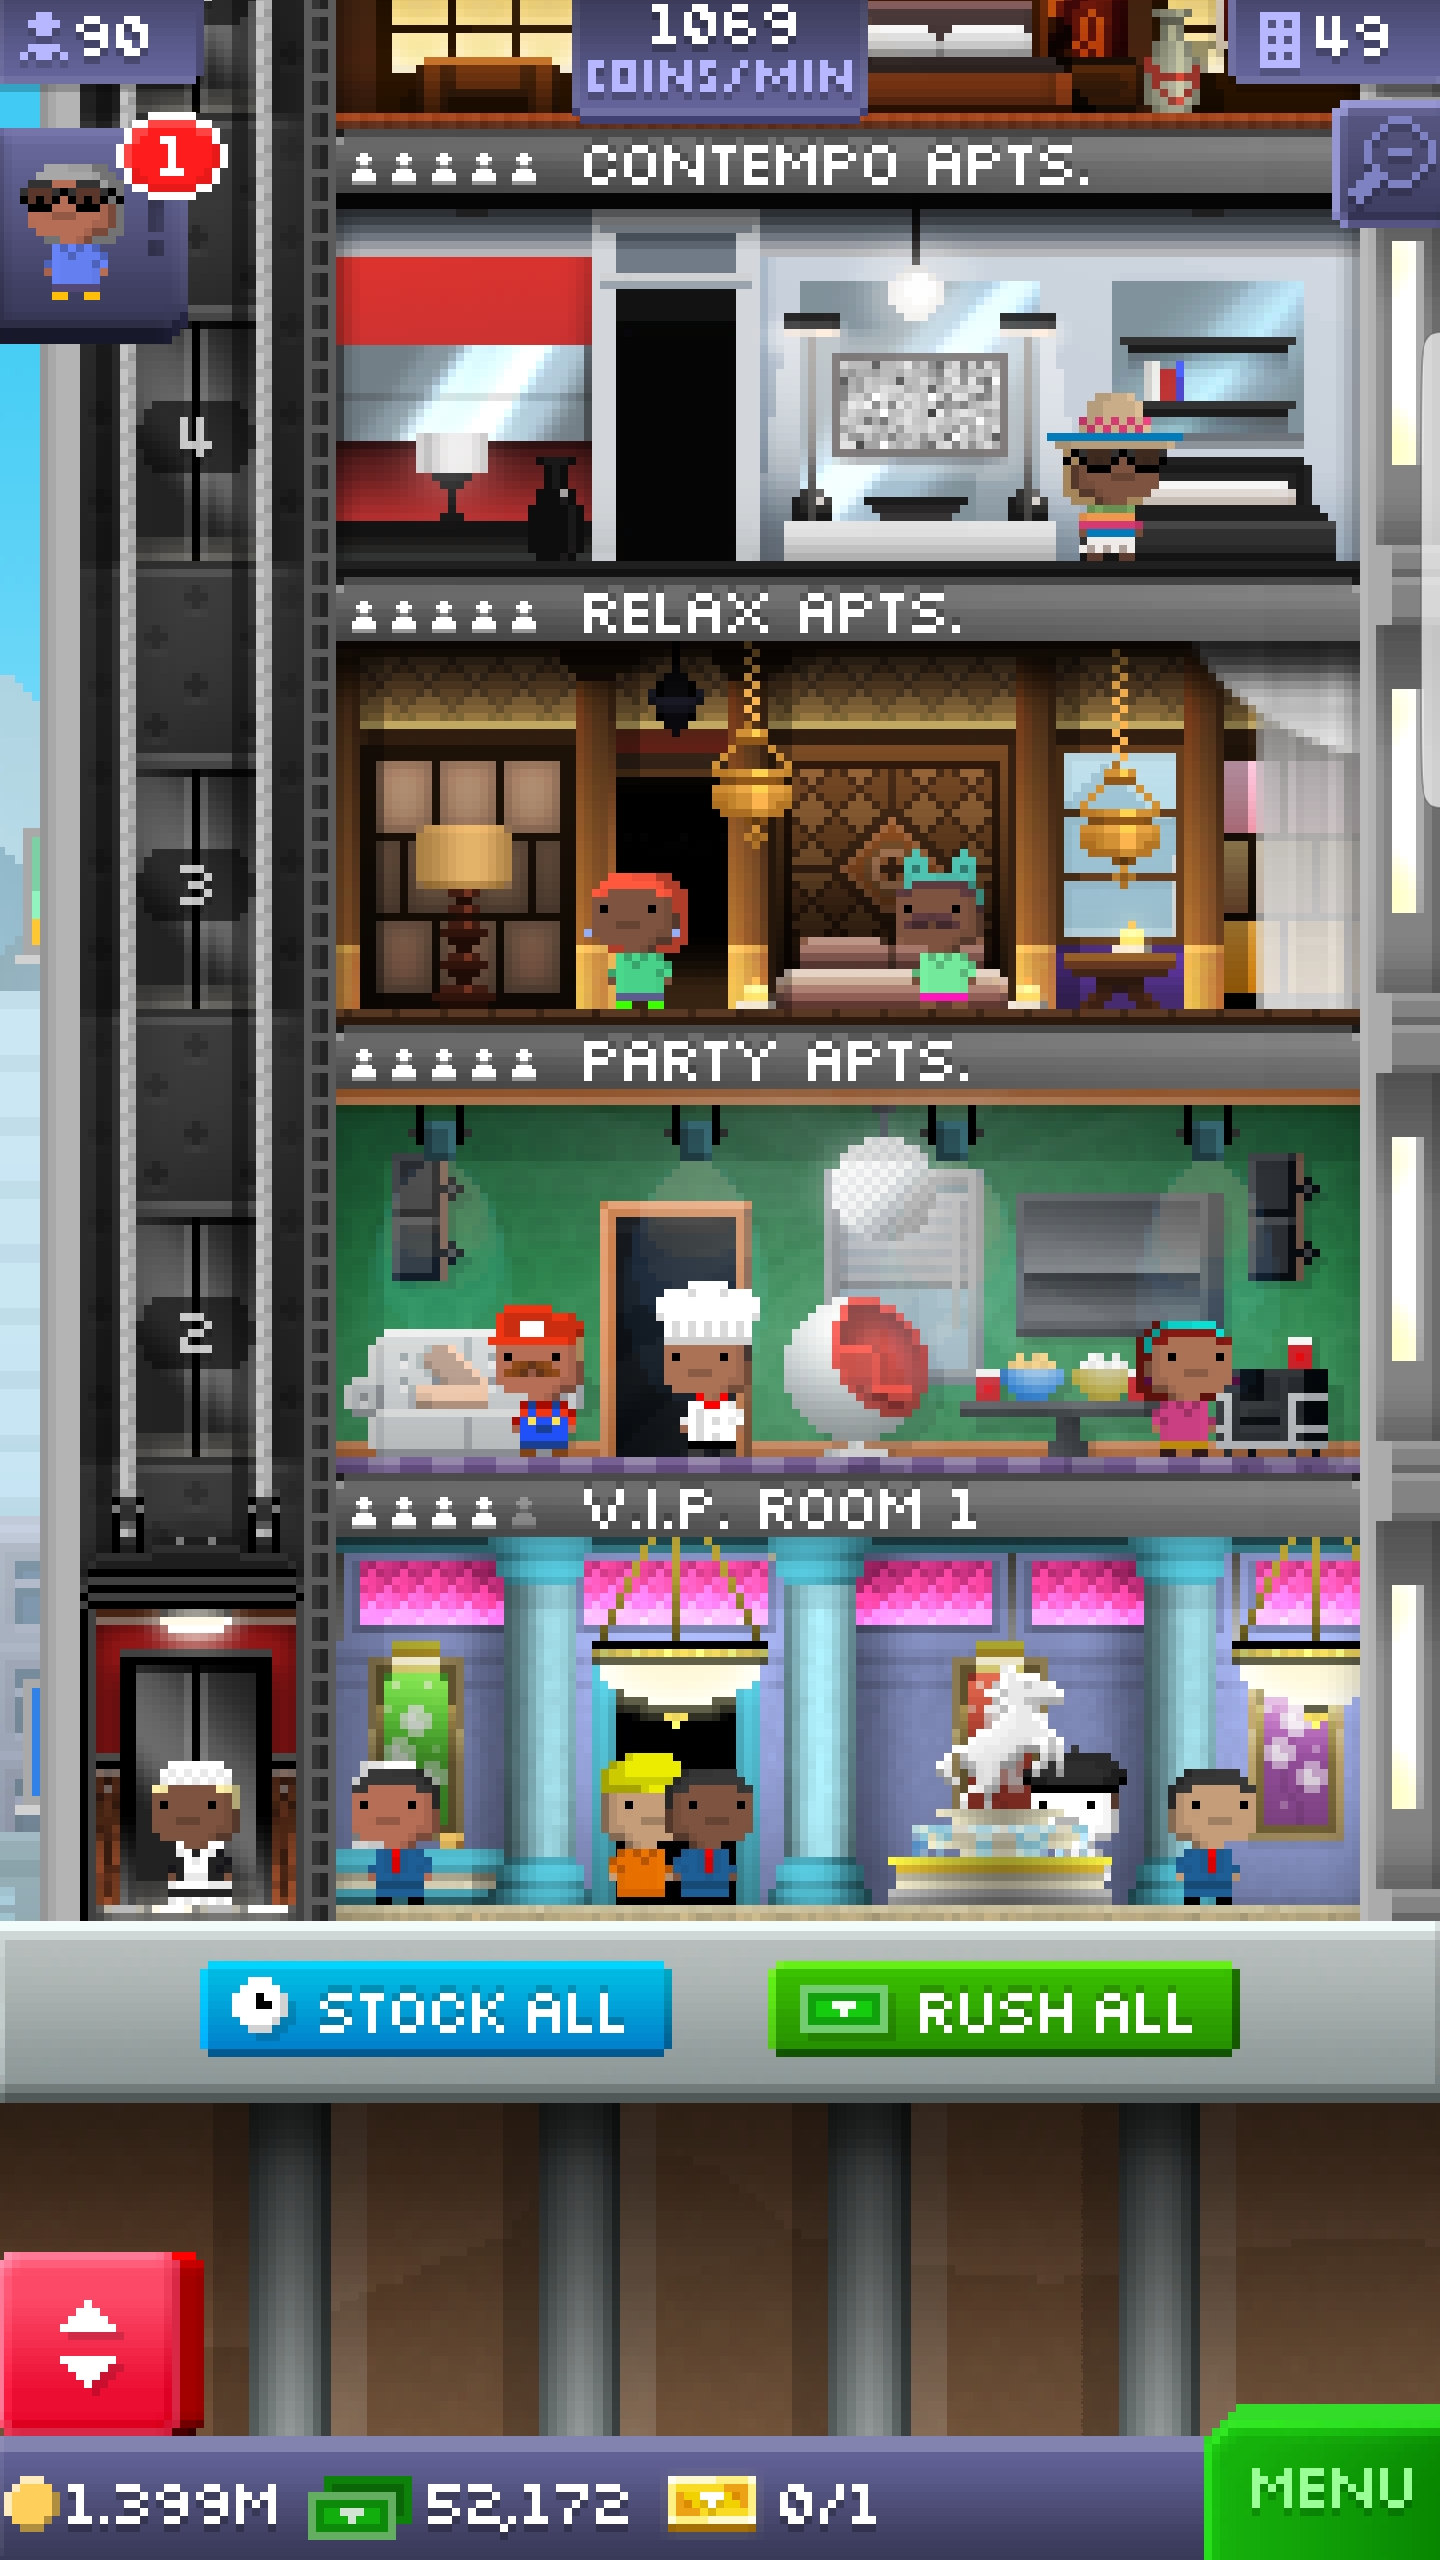 90
1069
COINS/MIN
49
1
!
CONTEMPO APTS.
4
RELAX APTS.
3
PARTY APTS.
2
V.I.P. ROOM 1
STOCK ALL
RUSH ALL
1.399M
52,172
0/1
MENU